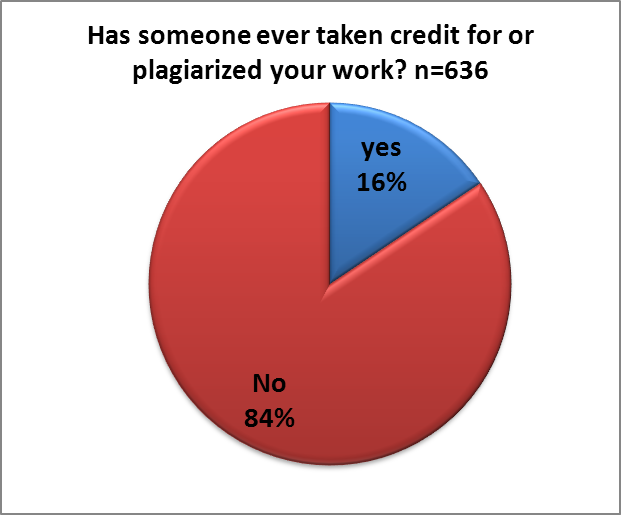 Has someone ever taken credit for or
plagiarized your work? n=636
yes
16%
No
84%